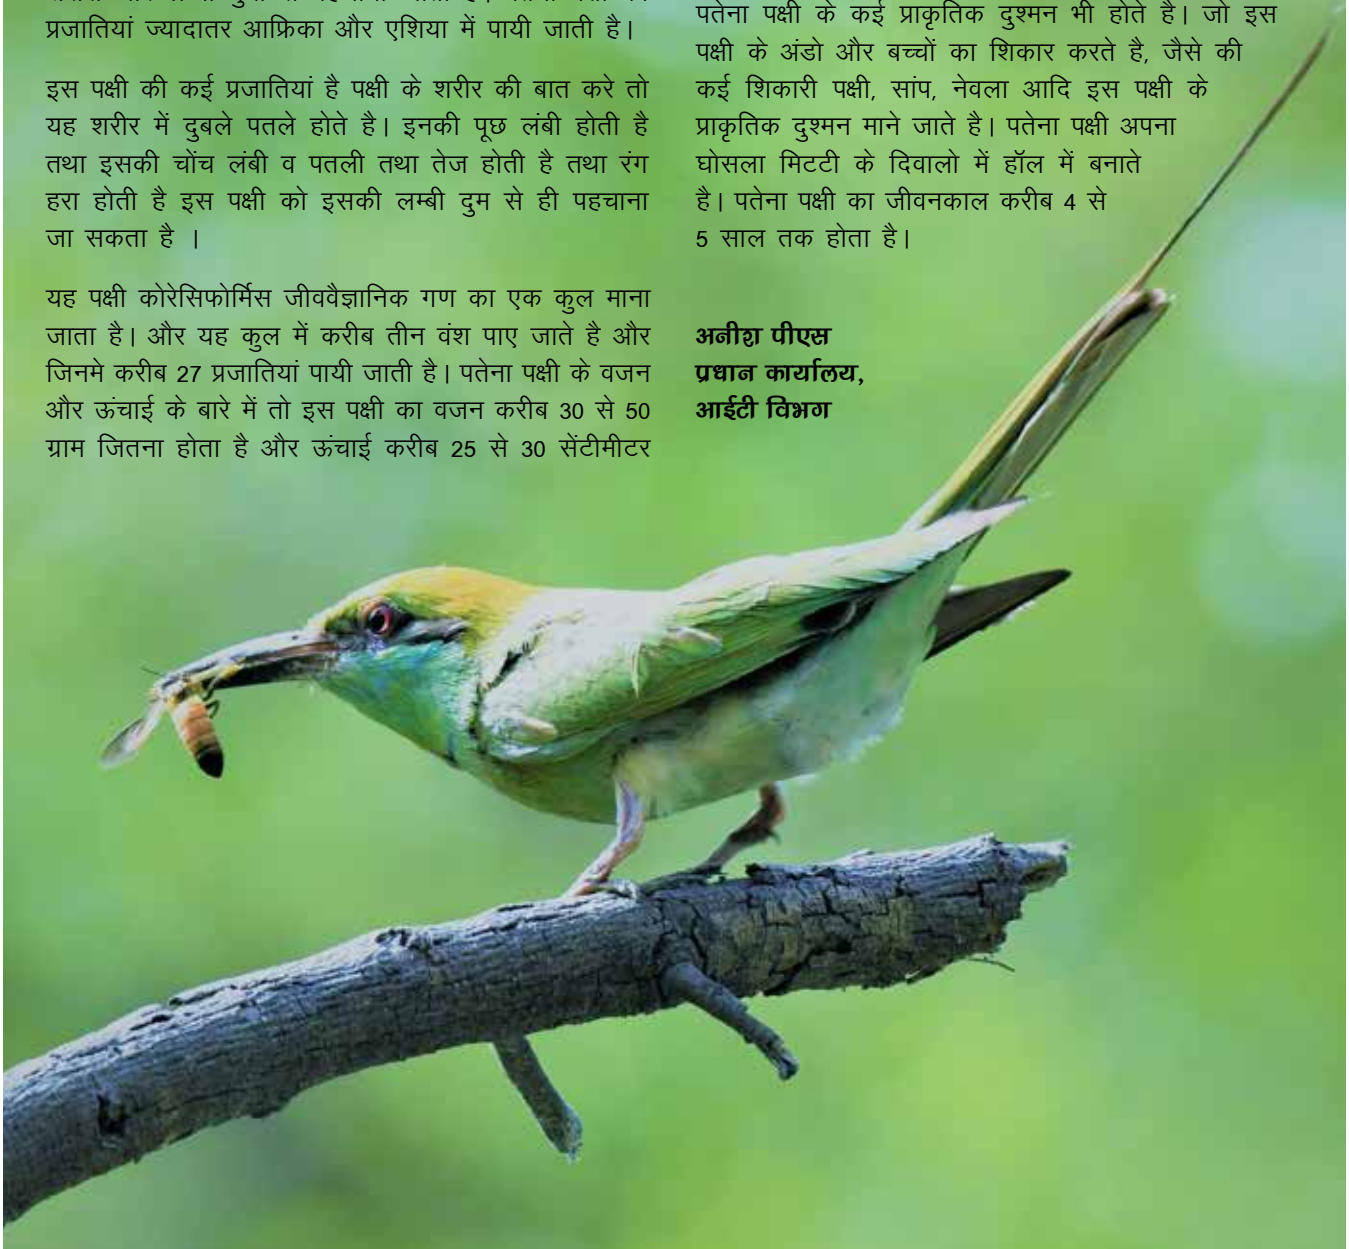 प्रजातियां ज्यादातर आफ्रिका और एशिया में पायी जाती है।
इस पक्षी की कई प्रजातियां है पक्षी के शरीर की बात करे तो
यह शरीर में दुबले पतले होते है। इनकी पूछ लंबी होती है
तथा इसकी चोंच लंबी व पतली तथा तेज होती है तथा रंग
हरा होती है इस पक्षी को इसकी लम्बी दुम से ही पहचाना
जा सकता है ।
यह पक्षी कोरेसिफोर्मिस जीववैज्ञानिक गण का एक कुल माना
जाता है। और यह कुल में करीब तीन वंश पाए जाते है और
जिनमे करीब 27 प्रजातियां पायी जाती है। पतेना पक्षी के वजन
और ऊंचाई के बारे में तो इस पक्षी का वजन करीब 30 से 50
ग्राम जितना होता है और ऊंचाई करीब 25 से 30 सेंटीमीटर
पतेना पक्षी के कई प्राकृतिक दुश्मन भी होते है। जो इस
पक्षी के अंडो और बच्चों का शिकार करते है, जैसे की
कई शिकारी पक्षी, सांप, नेवला आदि इस पक्षी के
प्राकृतिक दुश्मन माने जाते है। पतेना पक्षी अपना
घोसला मिटटी के दिवालो में हॉल में बनाते
है। पतेना पक्षी का जीवनकाल करीब 4 से
5 साल तक होता है।
अनीश पीएस
प्रधान कार्यालय,
आईटी विभग